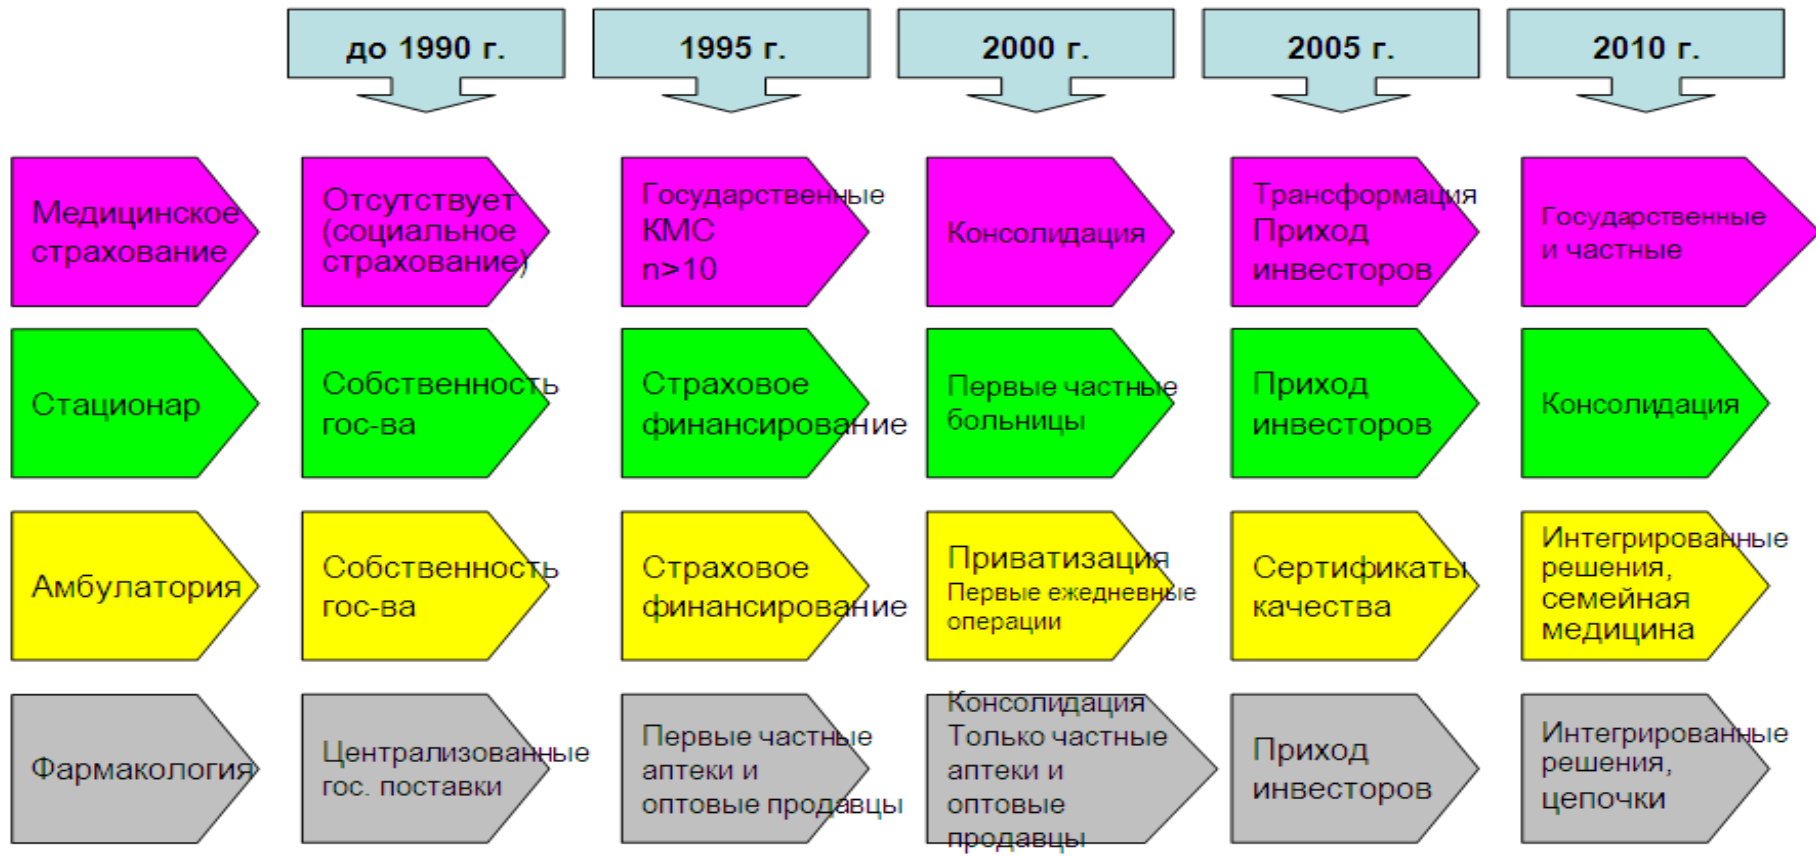 до 1990 г.
1995 г.
2000 г.
2005 г.
2010 г.
Медицинское
страхование
Отсутствует
(социальное
страхование)
Государственные
КМС
n>10
Консолидация
Трансформация
Приход
инвесторов
Государственные
и частные
Стационар
Собственность
гос-ва
Страховое
финансирование
Первые частные
больницы
Приход
инвесторов
Консолидация
Амбулатория
Собственность
гос-ва
Страховое
финансирование
Приватизация
Первые ежедневные
операции
Сертификаты
качества
Интегрированные
решения,
семейная
медицина
Фармакология
Централизованные
гос. поставки
Первые частные
аптеки и
оптовые продавцы
Консолидация
Только частные
аптеки и
оптовые
продавцы
Приход
инвесторов
Интегрированные
решения,
цепочки